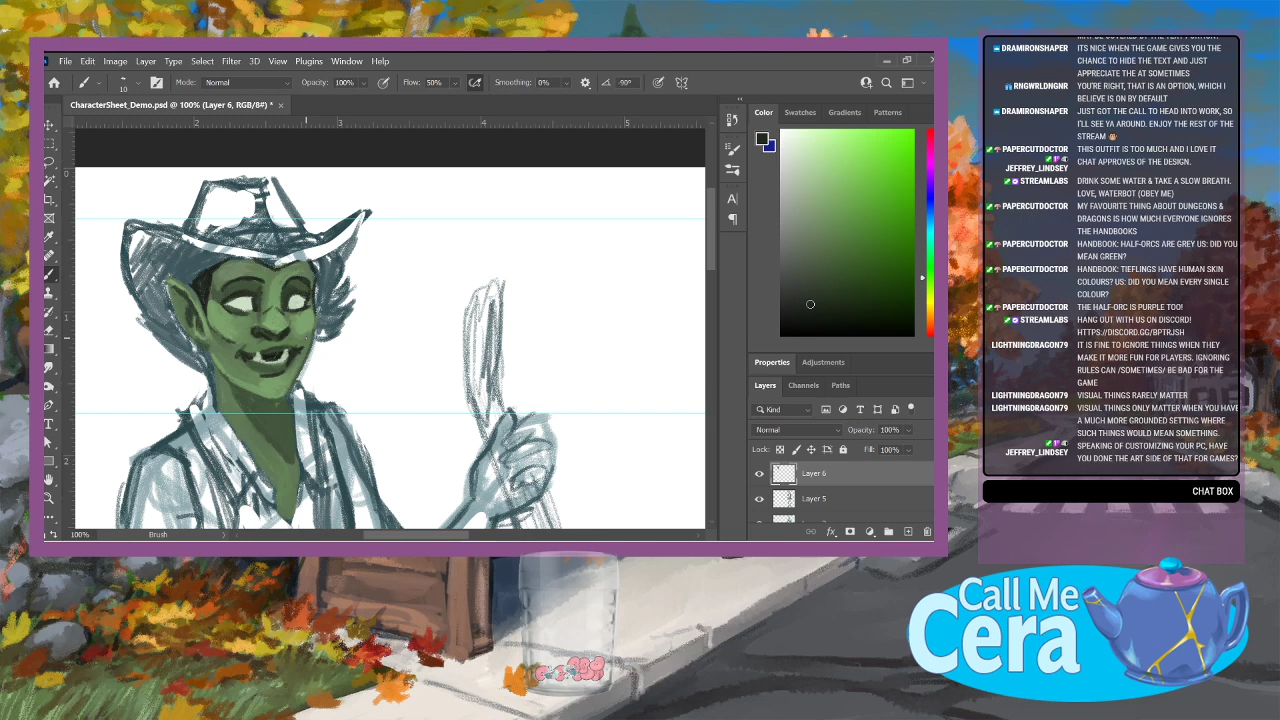 File Edit Image Layer Type Select Filter 3D View Plugins Window Help
10 Mode: Normal Opacity: 100% Flow: 50% Smoothing: 0% -90°
CharacterSheet_Demo.psd @ 100% (Layer 6, RGB/8#) *
2 3 4 5
0
1
2
100% Brush
Color Swatches Gradients Patterns
Properties Adjustments
Layers Channels Paths
Kind
Normal Opacity: 100%
Lock: Fill: 100%
Layer 6
Layer 5
DRAMIRONSHAPER ITS NICE WHEN THE GAME GIVES YOU THE
CHANCE TO HIDE THE TEXT AND JUST
APPRECIATE THE AT SOMETIMES
RNGWRLDNGNR YOU'RE RIGHT, THAT IS AN OPTION, WHICH I
BELIEVE IS ON BY DEFAULT
DRAMIRONSHAPER JUST GOT THE CALL TO HEAD INTO WORK, SO
I'LL SEE YA AROUND. ENJOY THE REST OF THE
STREAM
PAPERCUTDOCTOR THIS OUTFIT IS TOO MUCH AND I LOVE IT
JEFFREY_LINDSEY CHAT APPROVES OF THE DESIGN.
STREAMLABS DRINK SOME WATER & TAKE A SLOW BREATH.
LOVE, WATERBOT (OBEY ME)
PAPERCUTDOCTOR MY FAVOURITE THING ABOUT DUNGEONS &
DRAGONS IS HOW MUCH EVERYONE IGNORES
THE HANDBOOKS
PAPERCUTDOCTOR HANDBOOK: HALF-ORCS ARE GREY US: DID YOU
MEAN GREEN?
PAPERCUTDOCTOR HANDBOOK: TIEFLINGS HAVE HUMAN SKIN
COLOURS? US: DID YOU MEAN EVERY SINGLE
COLOUR?
PAPERCUTDOCTOR THE HALF-ORC IS PURPLE TOO!
STREAMLABS HANG OUT WITH US ON DISCORD!
HTTPS://DISCORD.GG/BPTRJSH
LIGHTNINGDRAGON79 IT IS FINE TO IGNORE THINGS WHEN THEY
MAKE IT MORE FUN FOR PLAYERS. IGNORING
RULES CAN /SOMETIMES/ BE BAD FOR THE
GAME
LIGHTNINGDRAGON79 VISUAL THINGS RARELY MATTER
LIGHTNINGDRAGON79 VISUAL THINGS ONLY MATTER WHEN YOU HAVE
A MUCH MORE GROUNDED SETTING WHERE
SUCH THINGS WOULD MEAN SOMETHING.
JEFFREY_LINDSEY SPEAKING OF CUSTOMIZING YOUR PC, HAVE
YOU DONE THE ART SIDE OF THAT FOR GAMES?
CHAT BOX
Call Me
Cera